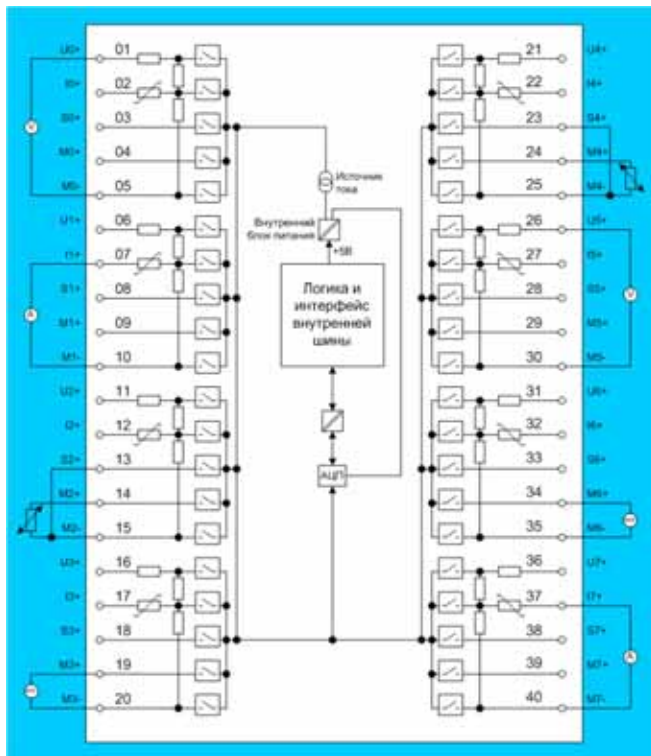 U0+ 01 21 U4+
I0+ 02 22 I4+
S0+ 03 23 S4+
M0+ 04 24 M4+
M0- 05 25 M4-
Источник
тока
U1+ 06 26 U5+
Внутренний
блок питания
+5В
I1+ 07 27 I5+
S1+ 08 28 S5+
M1+ 09 29 M5+
M1- 10 30 M5-
Логика и
интерфейс
внутренней
шины
U2+ 11 31 U6+
I2+ 12 32 I6+
S2+ 13 33 S6+
АЦП
M2+ 14 34 M6+
M2- 15 35 M6-
U3+ 16 36 U7+
I3+ 17 37 I7+
S3+ 18 38 S7+
M3+ 19 39 M7+
M3- 20 40 M7-
V
A
V
A